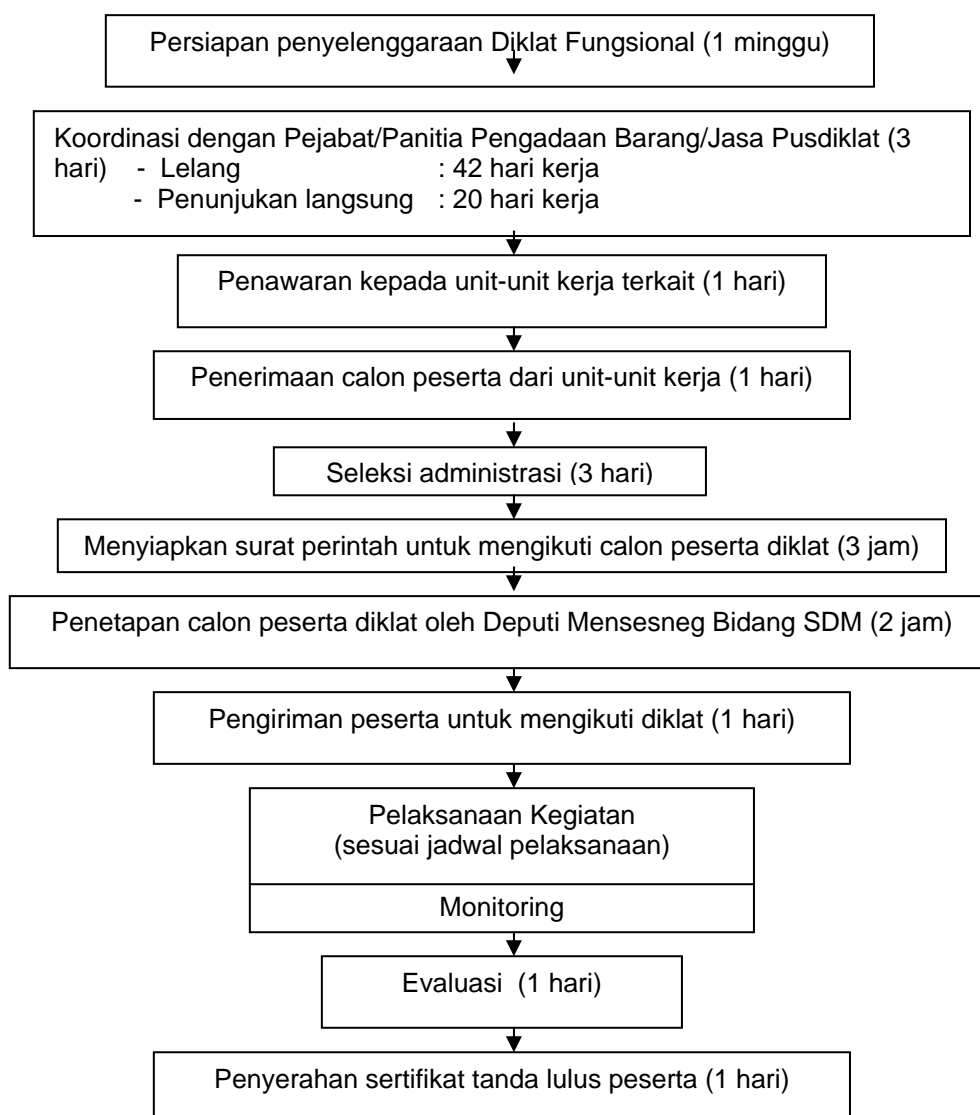 Persiapan penyelenggaraan Diklat Fungsional (1 minggu)
Koordinasi dengan Pejabat/Panitia Pengadaan Barang/Jasa Pusdiklat (3
hari) - Lelang : 42 hari kerja
- Penunjukan langsung : 20 hari kerja
Penawaran kepada unit-unit kerja terkait (1 hari)
Penerimaan calon peserta dari unit-unit kerja (1 hari)
Seleksi administrasi (3 hari)
Menyiapkan surat perintah untuk mengikuti calon peserta diklat (3 jam)
Penetapan calon peserta diklat oleh Deputi Mensesneg Bidang SDM (2 jam)
Pengiriman peserta untuk mengikuti diklat (1 hari)
Pelaksanaan Kegiatan
(sesuai jadwal pelaksanaan)
Monitoring
Evaluasi (1 hari)
Penyerahan sertifikat tanda lulus peserta (1 hari)